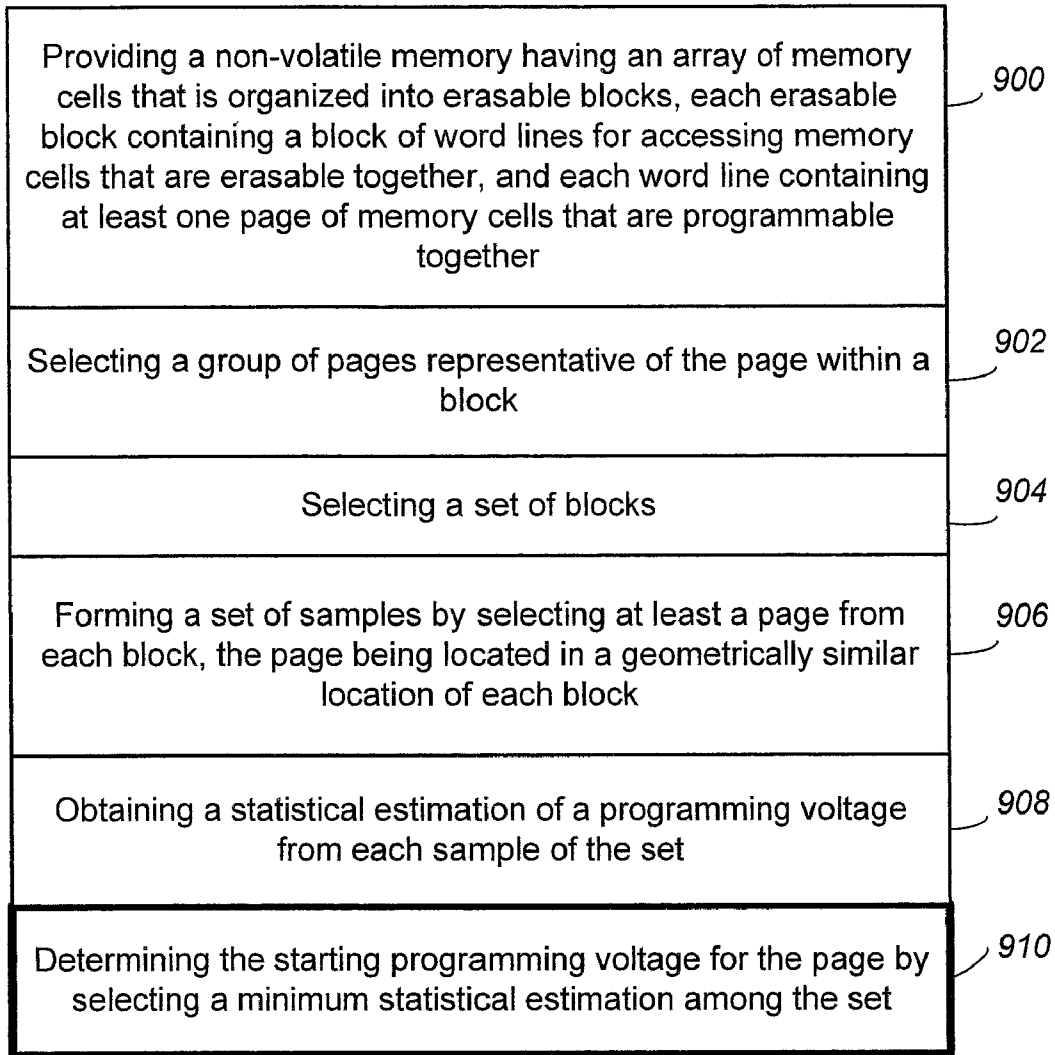 Providing a non-volatile memory having an array of memory
cells that is organized into erasable blocks, each erasable
block containing a block of word lines for accessing memory
cells that are erasable together, and each word line containing
at least one page of memory cells that are programmable
together
900
Selecting a group of pages representative of the page within a
block
902
Selecting a set of blocks
904
Forming a set of samples by selecting at least a page from
each block, the page being located in a geometrically similar
location of each block
906
Obtaining a statistical estimation of a programming voltage
from each sample of the set
908
Determining the starting programming voltage for the page by
selecting a minimum statistical estimation among the set
910